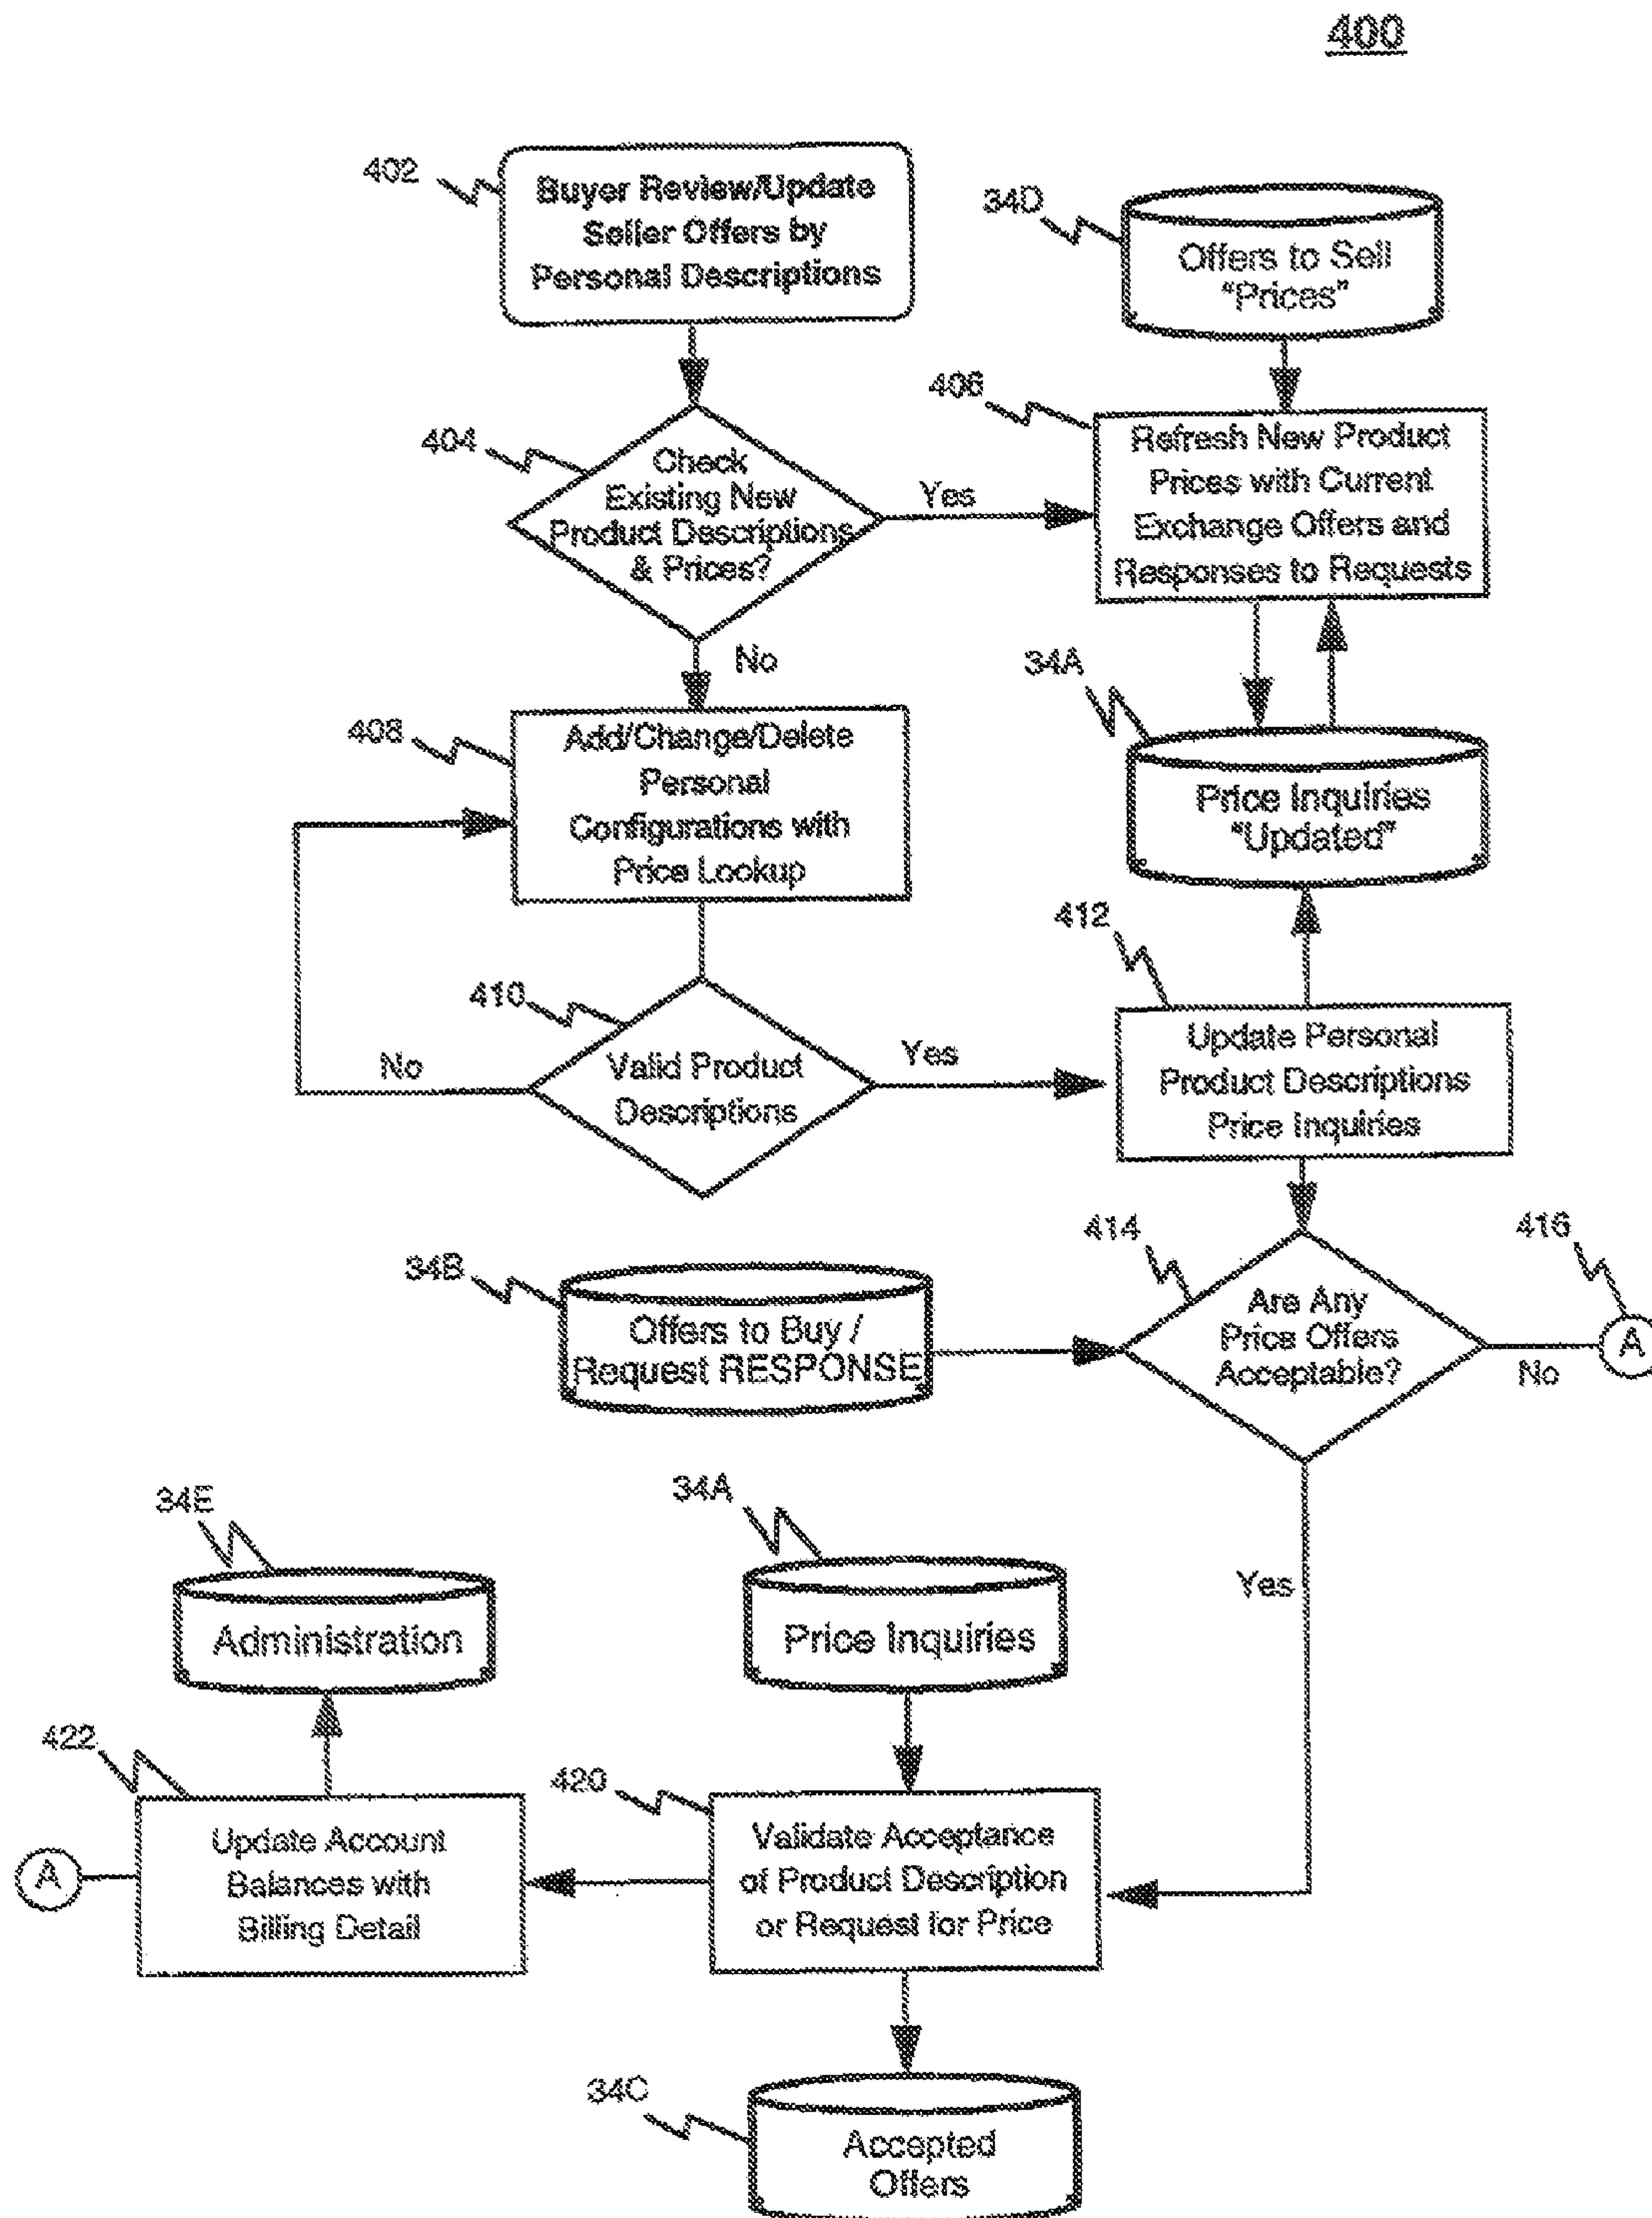 400
402
Buyer Review/Update
Seller Offers by
Personal Descriptions
34D
Offers to Sell
"Prices"
404
Check
Existing New
Product Descriptions
& Prices?
Yes
No
406
Refresh New Product
Prices with Current
Exchange Offers and
Responses to Requests
34A
Price Inquiries
"Updated"
408
Add/Change/Delete
Personal
Configurations with
Price Lookup
410
Valid Product
Descriptions
No
Yes
412
Update Personal
Product Descriptions
Price Inquiries
34B
Offers to Buy /
Request RESPONSE
414
Are Any
Price Offers
Acceptable?
No
416
A
Yes
34E
Administration
34A
Price Inquiries
422
Update Account
Balances with
Billing Detail
A
420
Validate Acceptance
of Product Description
or Request for Price
34C
Accepted
Offers